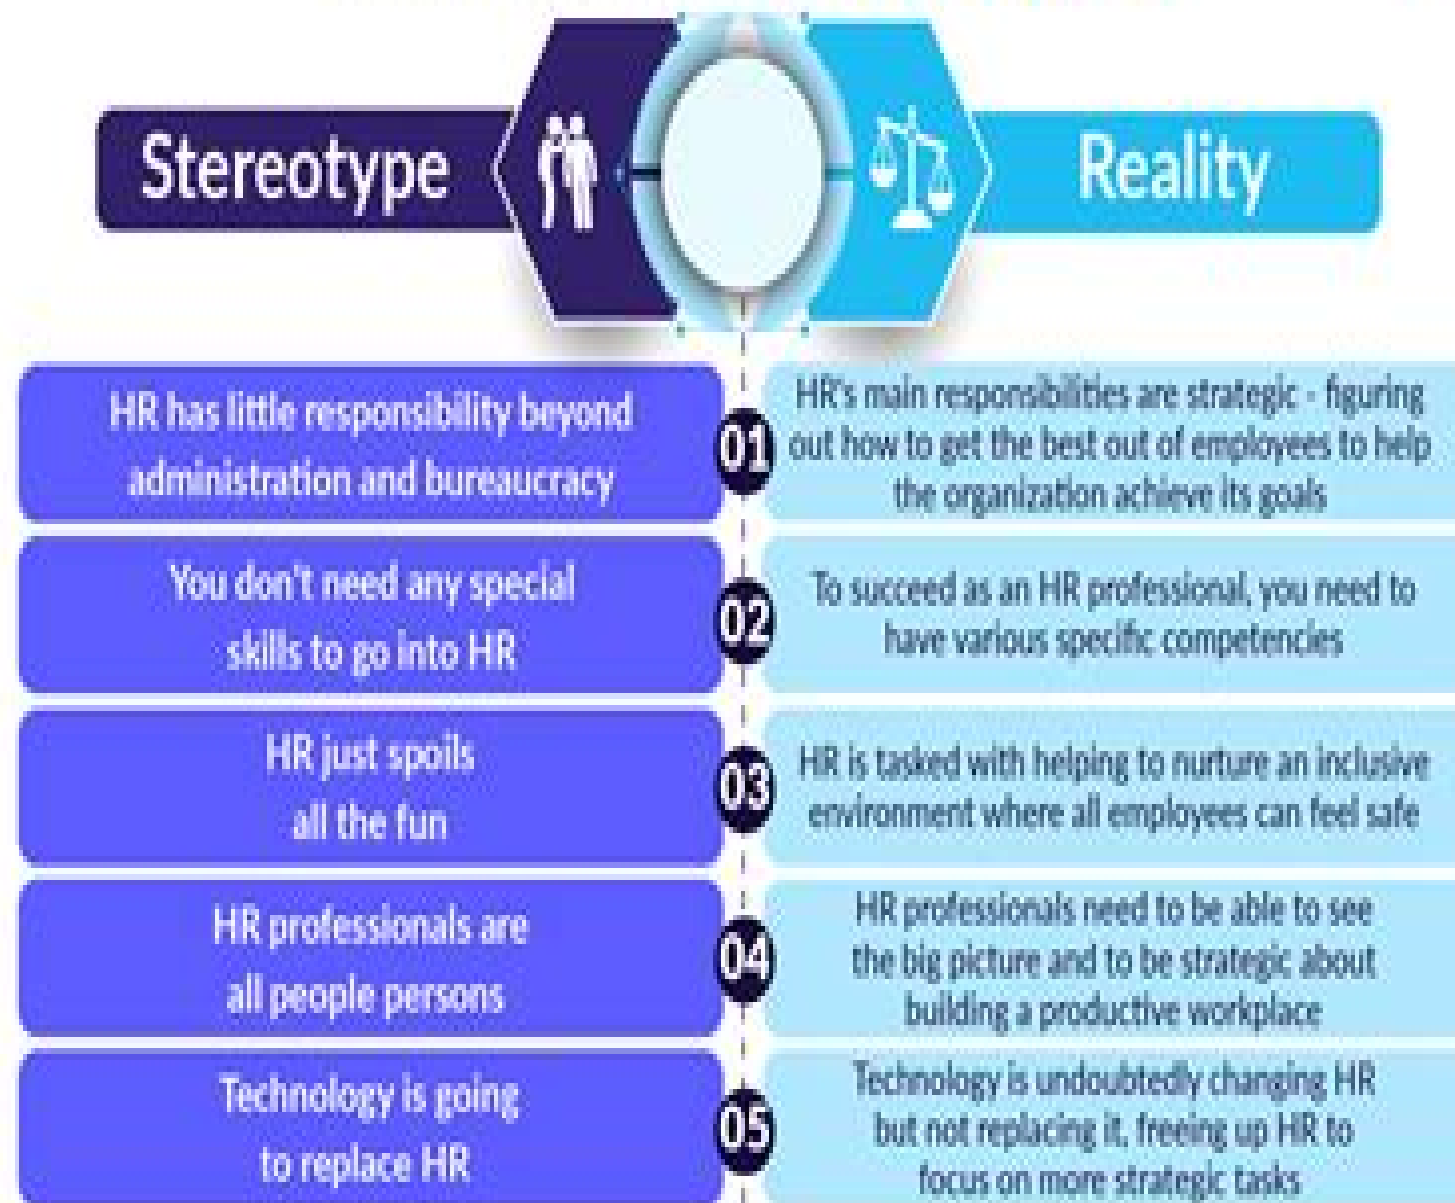 Stereotype
Reality
HR has little responsibility beyond
administration and bureaucracy
01
HR's main responsibilities are strategic - figuring
out how to get the best out of employees to help
the organization achieve its goals
You don't need any special
skills to go into HR
02
To succeed as an HR professional, you need to
have various specific competencies
HR just spoils
all the fun
03
HR is tasked with helping to nurture an inclusive
environment where all employees can feel safe
HR professionals are
all people persons
04
HR professionals need to be able to see
the big picture and to be strategic about
building a productive workplace
Technology is going
to replace HR
05
Technology is undoubtedly changing HR
but not replacing it, freeing up HR to
focus on more strategic tasks